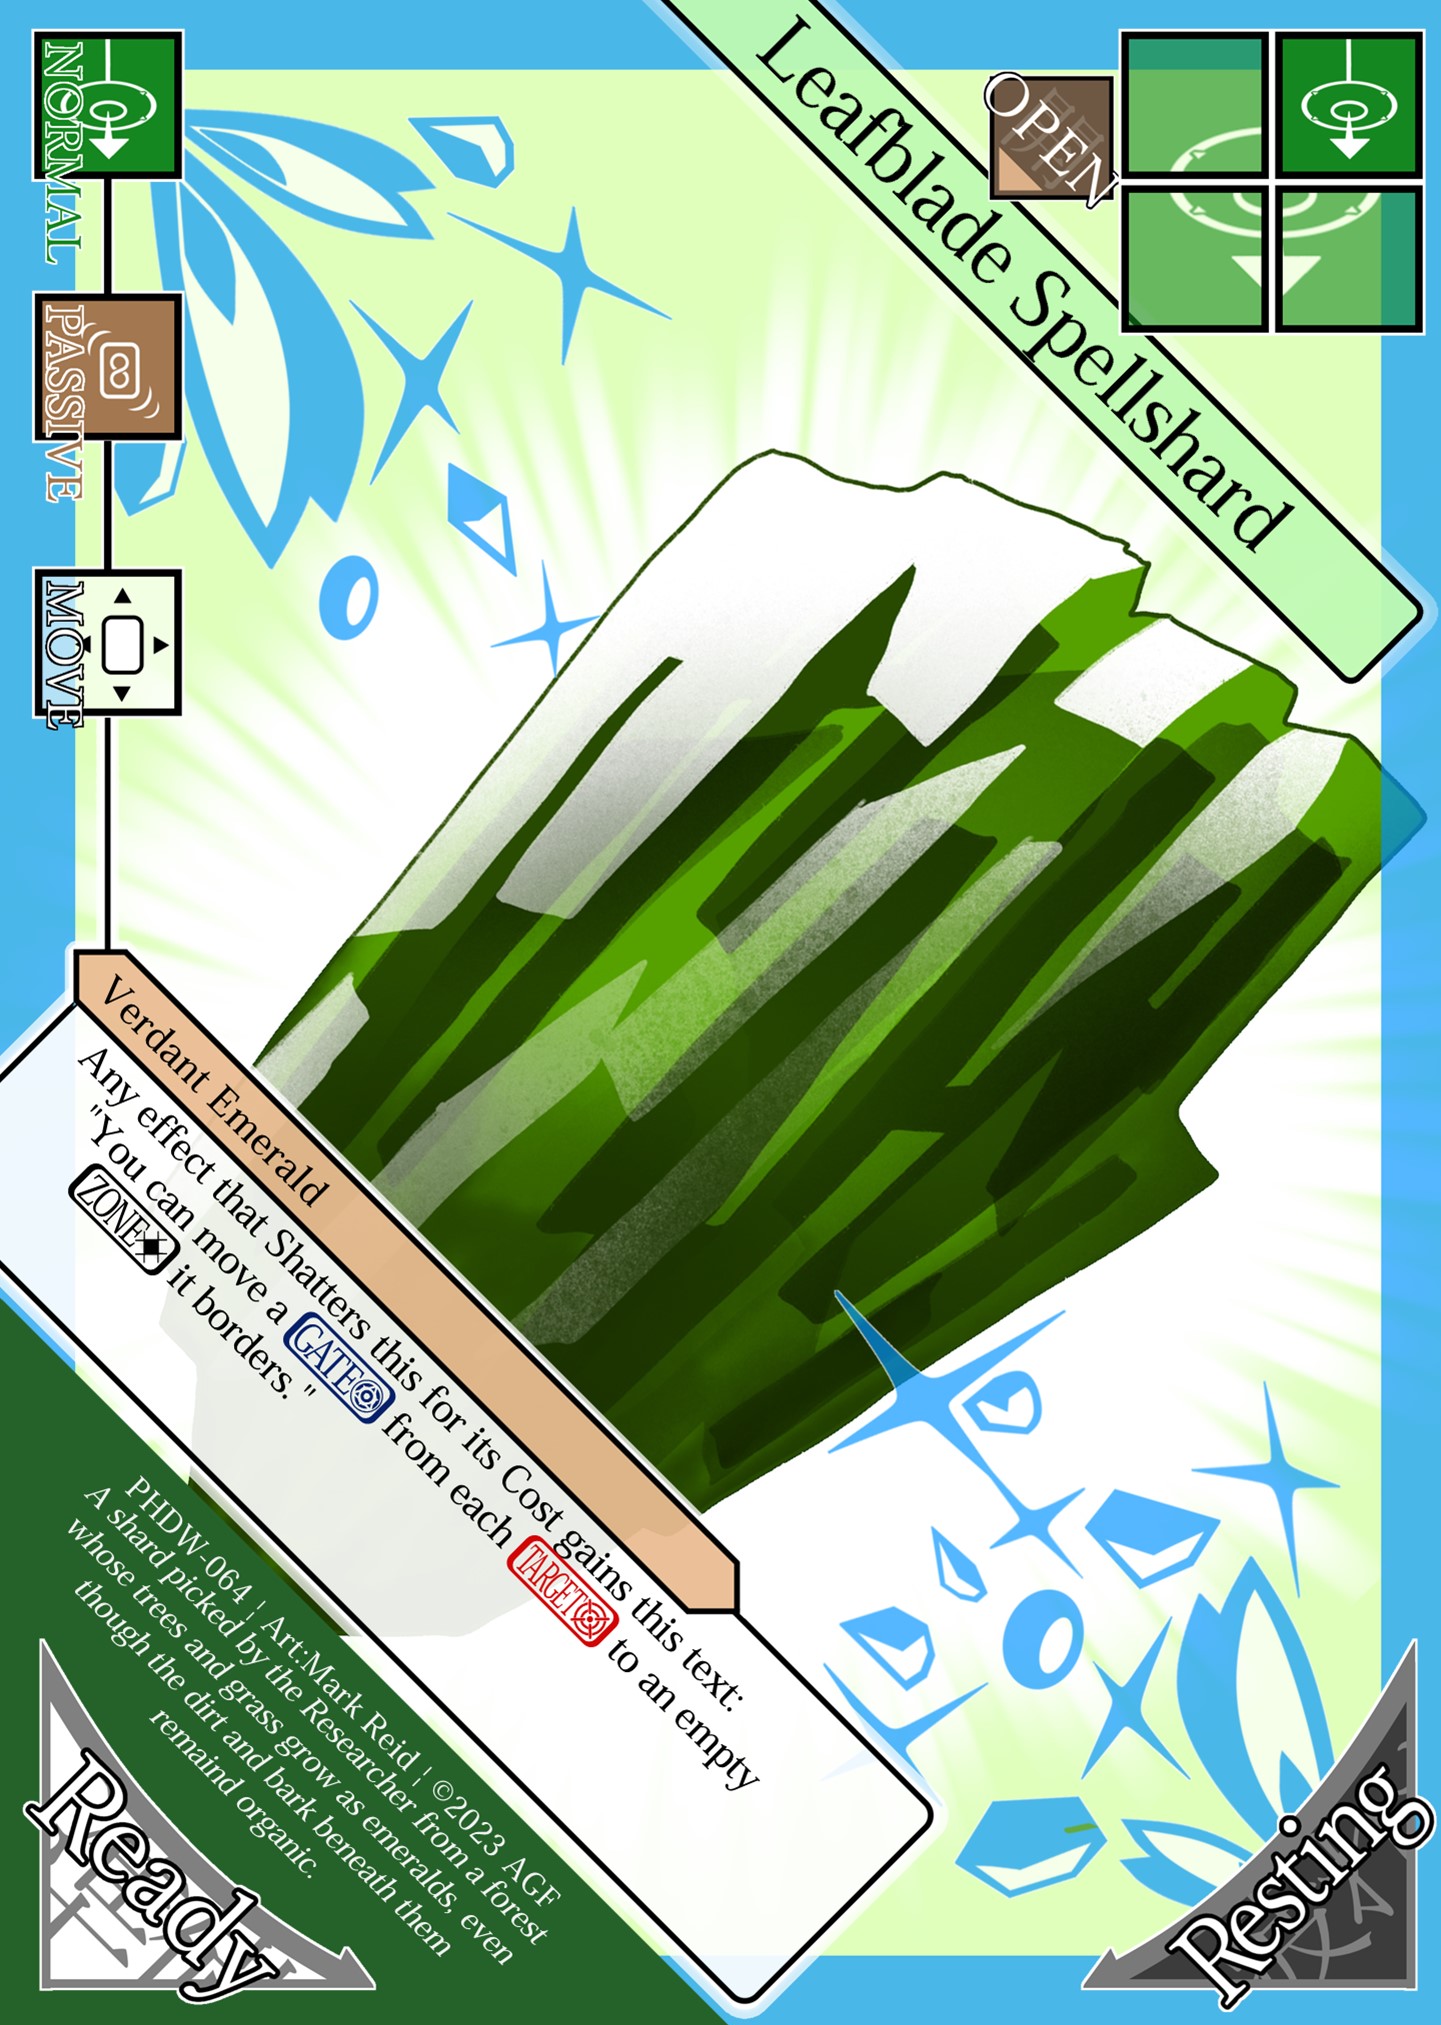 Leafblade Spellshard
OPEN
NORMAL
PASSIVE
MOVE
Verdant Emerald
Any effect that Shatters this for its Cost gains this text:
"You can move a GATE from each TARGET to an empty
ZONE it borders. "
PHDW-064 ¦ Art:Mark Reid ¦ ©2023 AGF
A shard picked by the Researcher from a forest
whose trees and grass grow as emeralds, even
though the dirt and bark beneath them
remaind organic.
Ready
Resting